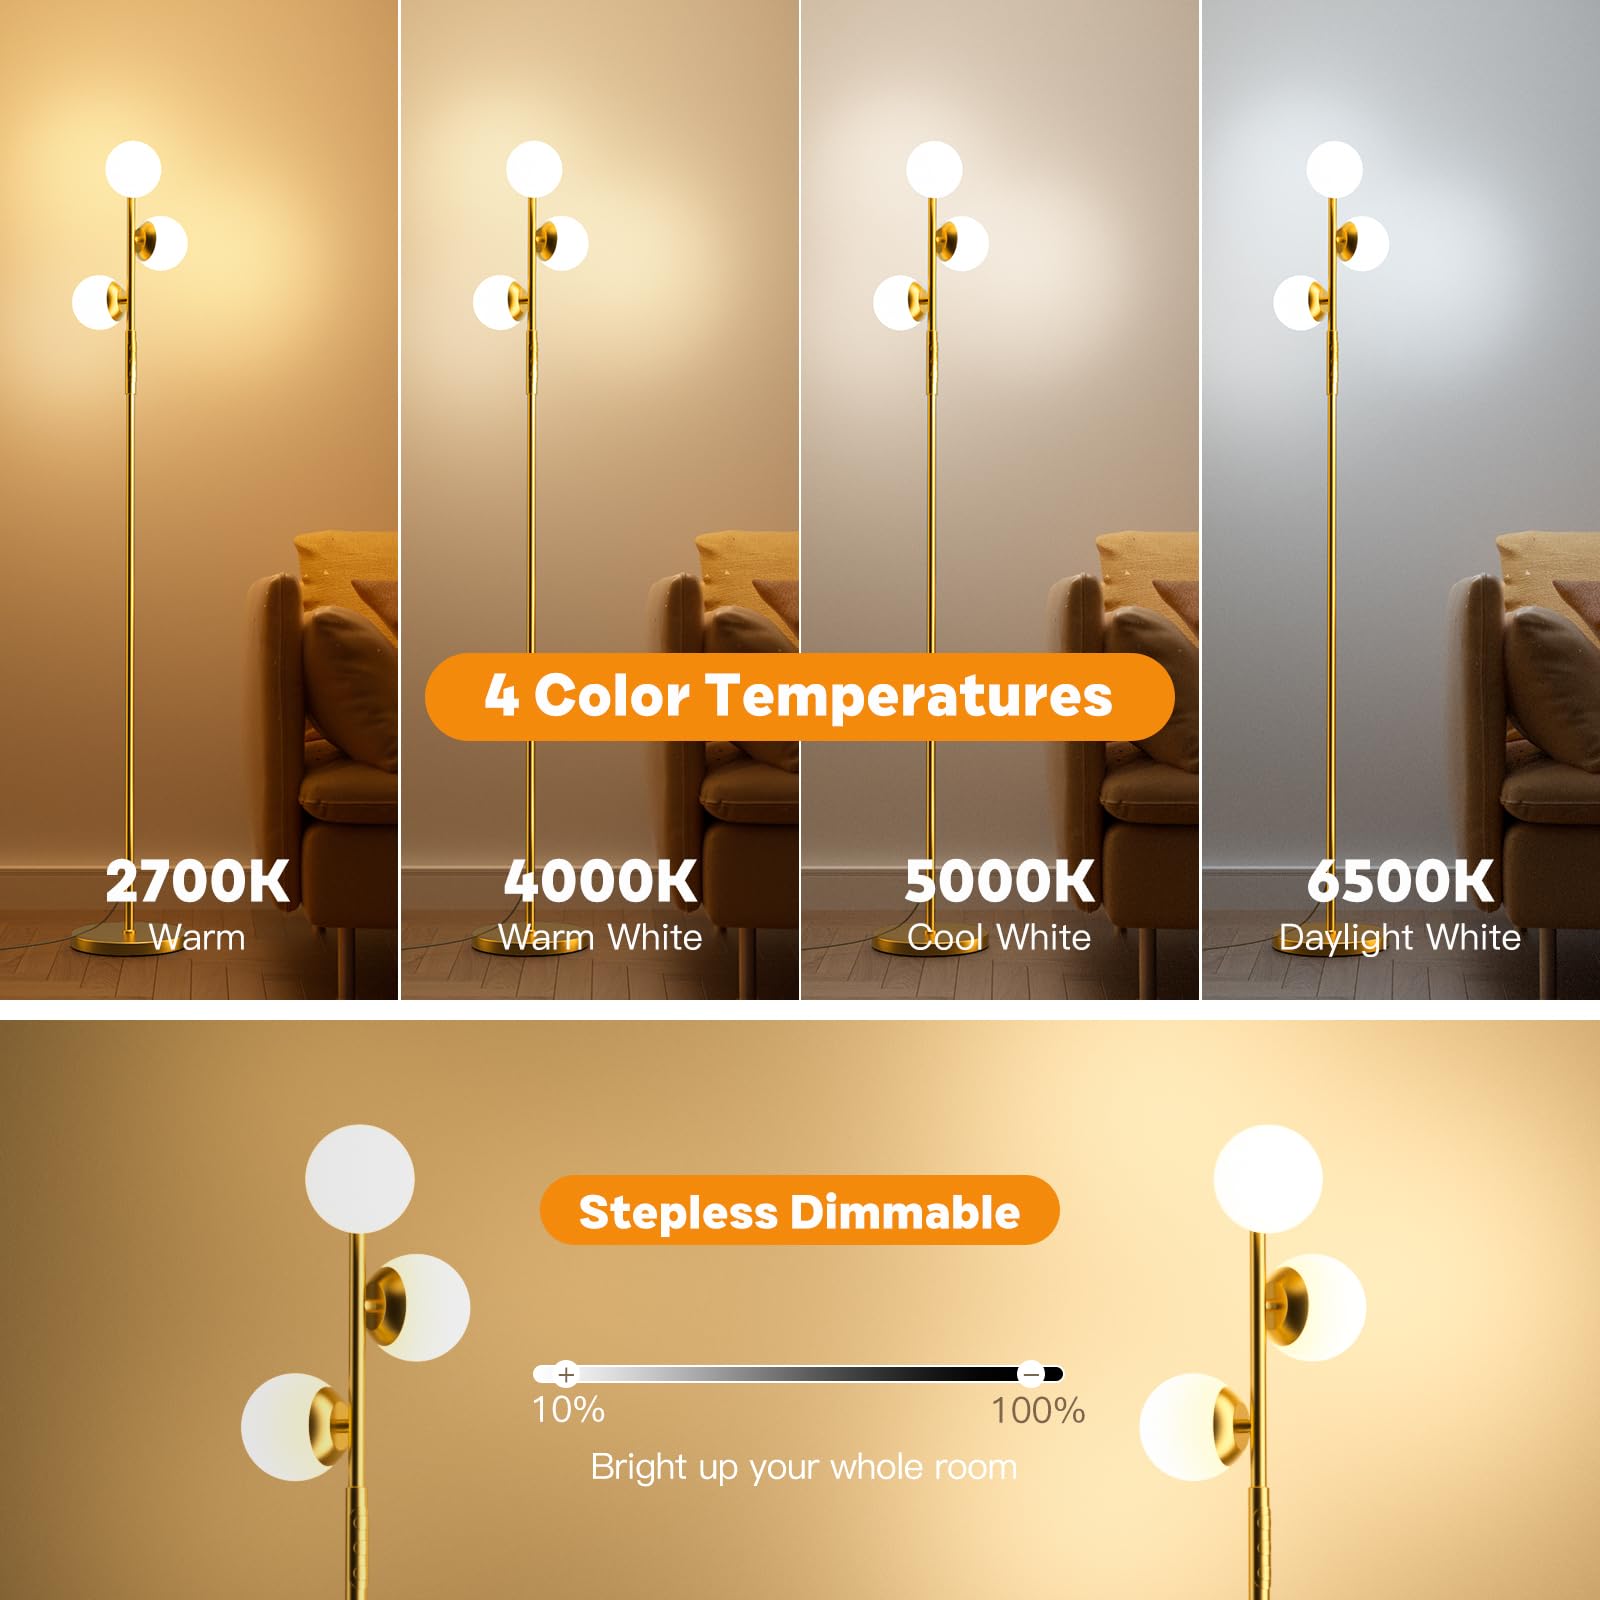 4 Color Temperatures
2700K
Warm
4000K
Warm White
5000K
Cool White
6500K
Daylight White
Stepless Dimmable
+
−
10%
100%
Bright up your whole room